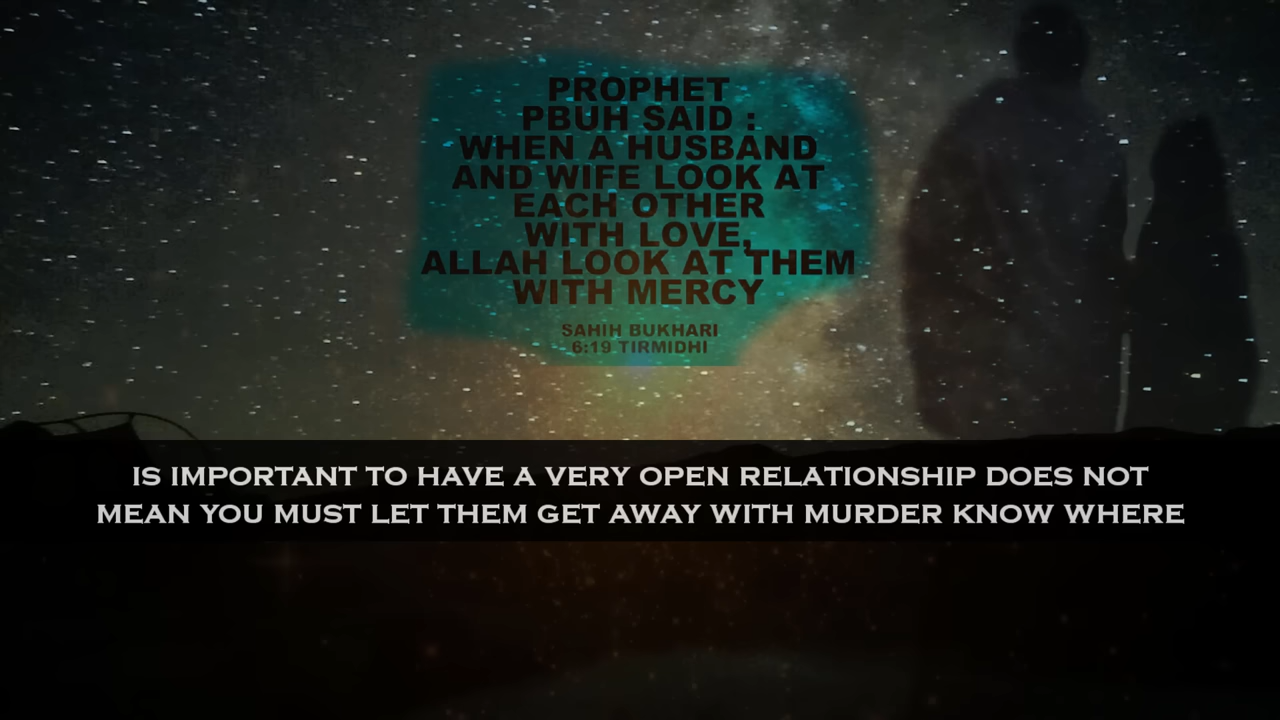 PROPHET
PBUH SAID :
WHEN A HUSBAND
AND WIFE LOOK AT
EACH OTHER
WITH LOVE,
ALLAH LOOK AT THEM
WITH MERCY
SAHIH BUKHARI
6:19 TIRMIDHI
IS IMPORTANT TO HAVE A VERY OPEN RELATIONSHIP DOES NOT
MEAN YOU MUST LET THEM GET AWAY WITH MURDER KNOW WHERE